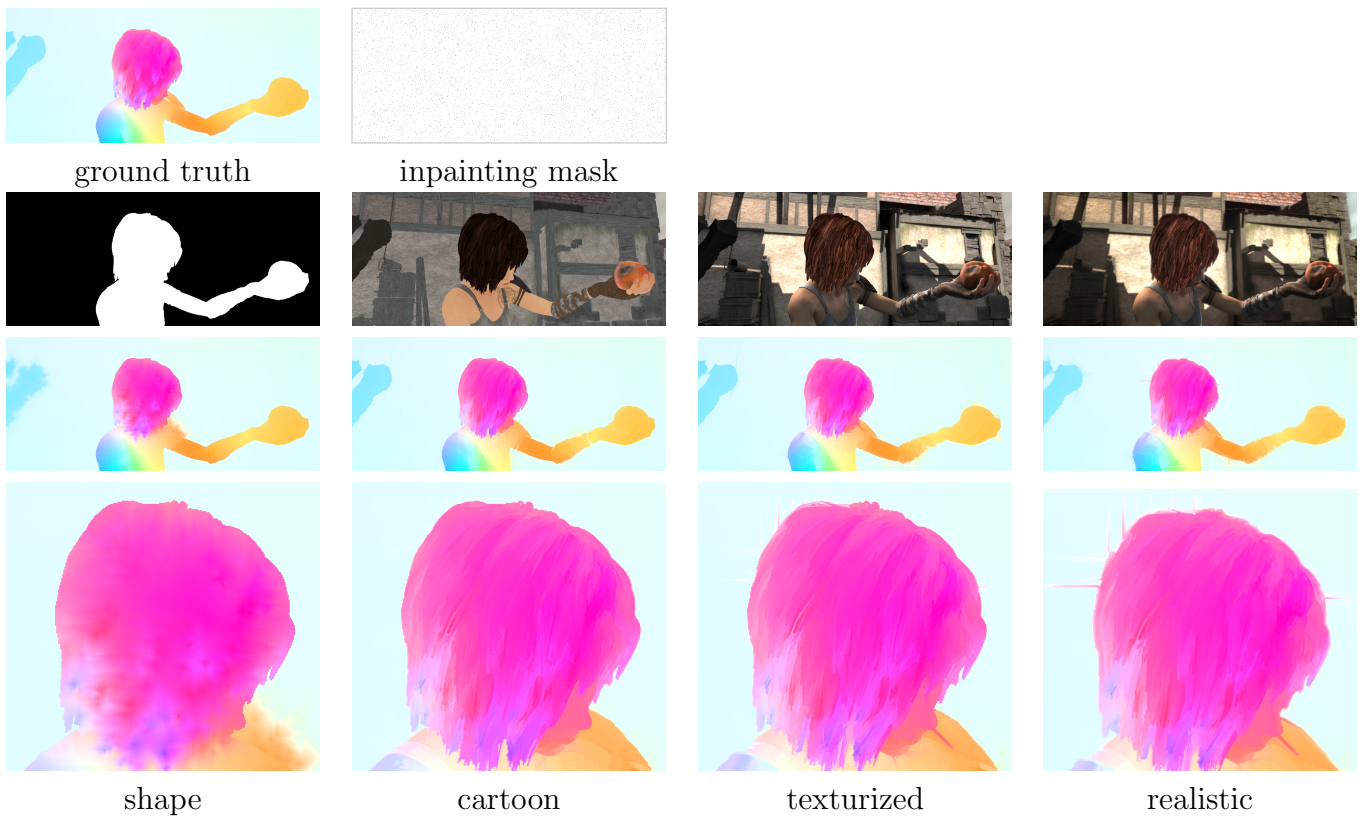 ground truth
inpainting mask
shape
cartoon
texturized
realistic